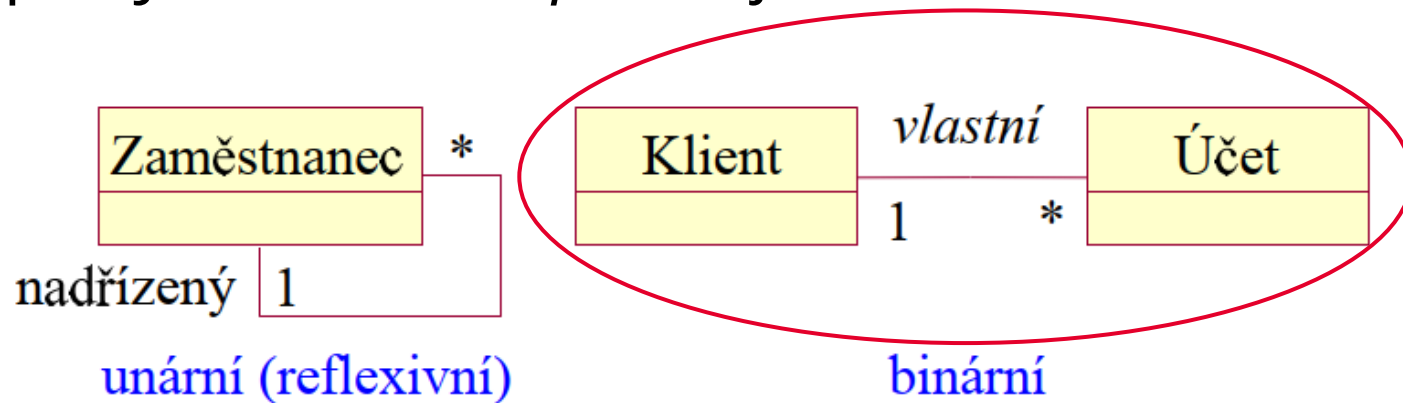 Zaměstnanec
*
nadřízený
1
unární (reflexivní)
Klient
vlastní
1
*
Účet
binární